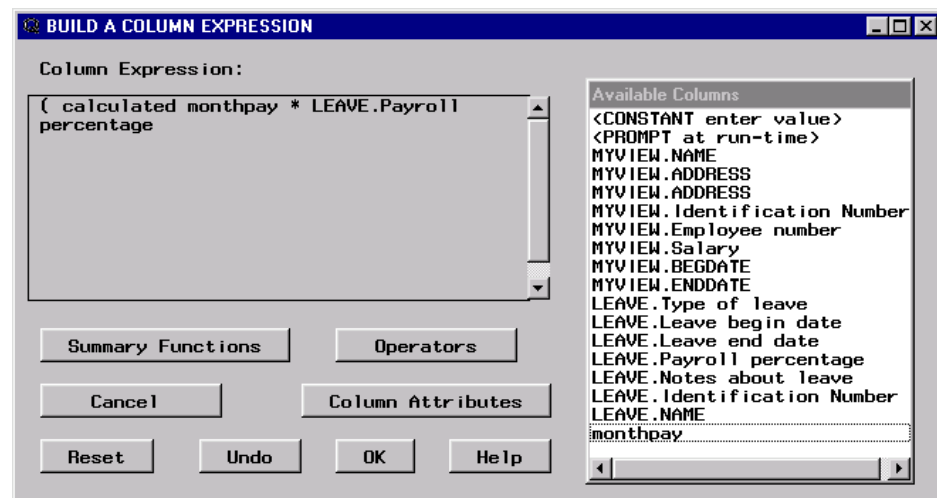 BUILD A COLUMN EXPRESSION
Column Expression:
( calculated monthpay * LEAVE.Payroll
percentage
Available Columns
<CONSTANT enter value>
<PROMPT at run-time>
MYVIEW.NAME
MYVIEW.ADDRESS
MYVIEW.ADDRESS
MYVIEW.Identification Number
MYVIEW.Employee number
MYVIEW.Salary
MYVIEW.BEGDATE
MYVIEW.ENDDATE
LEAVE.Type of leave
LEAVE.Leave begin date
LEAVE.Leave end date
LEAVE.Payroll percentage
LEAVE.Notes about leave
LEAVE.Identification Number
LEAVE.NAME
monthpay
Summary Functions
Operators
Cancel
Column Attributes
Reset
Undo
OK
Help